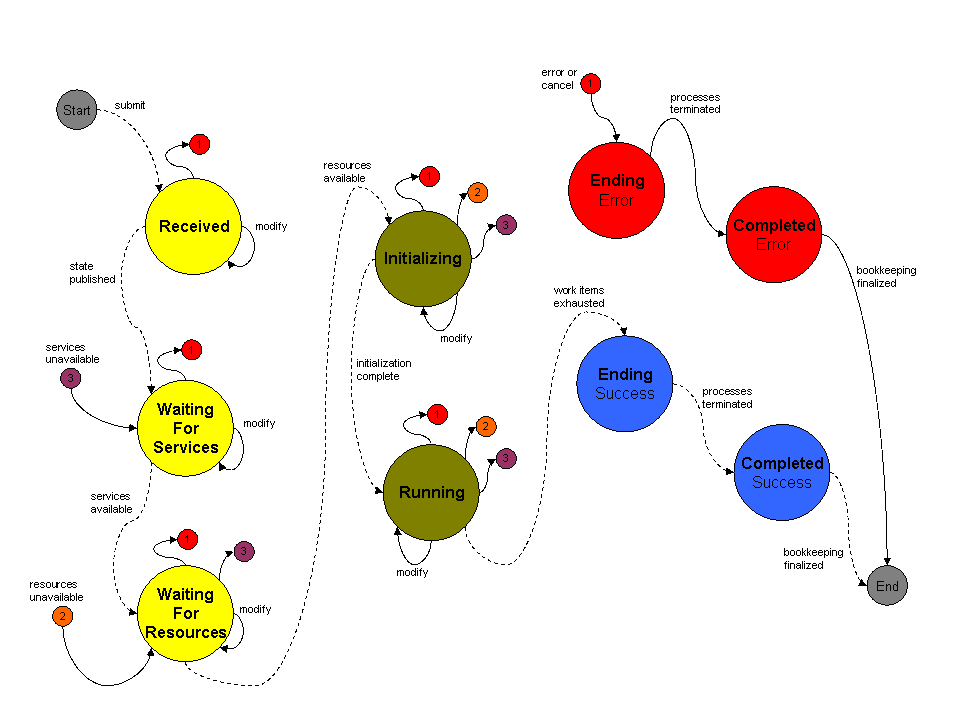 Start
submit
1
Received
modify
state
published
services
unavailable
3
1
Waiting
For
Services
modify
services
available
1
3
resources
unavailable
2
Waiting
For
Resources
modify
resources
available
1
2
3
Initializing
modify
initialization
complete
1
2
3
Running
modify
error or
cancel
1
Ending
Error
processes
terminated
Completed
Error
bookkeeping
finalized
work items
exhausted
Ending
Success
processes
terminated
Completed
Success
bookkeeping
finalized
End